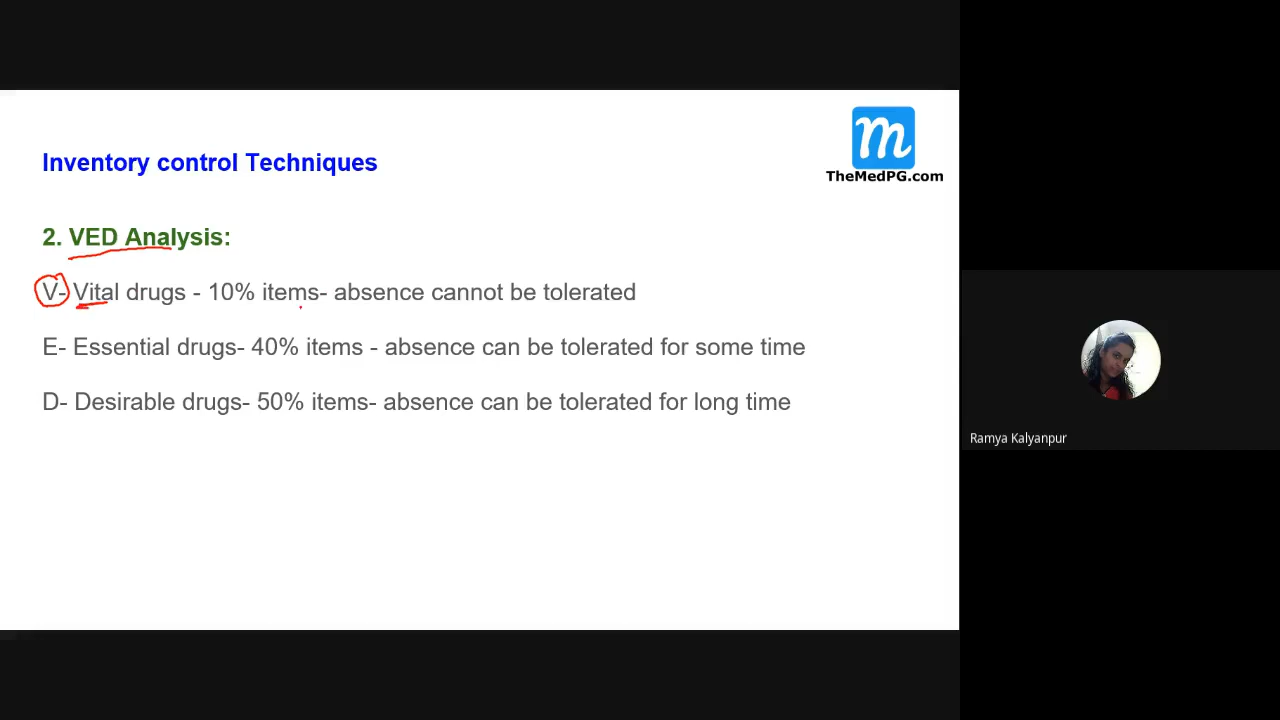 m
TheMedPG.com
Inventory control Techniques
2. VED Analysis:
V- Vital drugs - 10% items- absence cannot be tolerated
E- Essential drugs- 40% items - absence can be tolerated for some time
D- Desirable drugs- 50% items- absence can be tolerated for long time
Ramya Kalyanpur